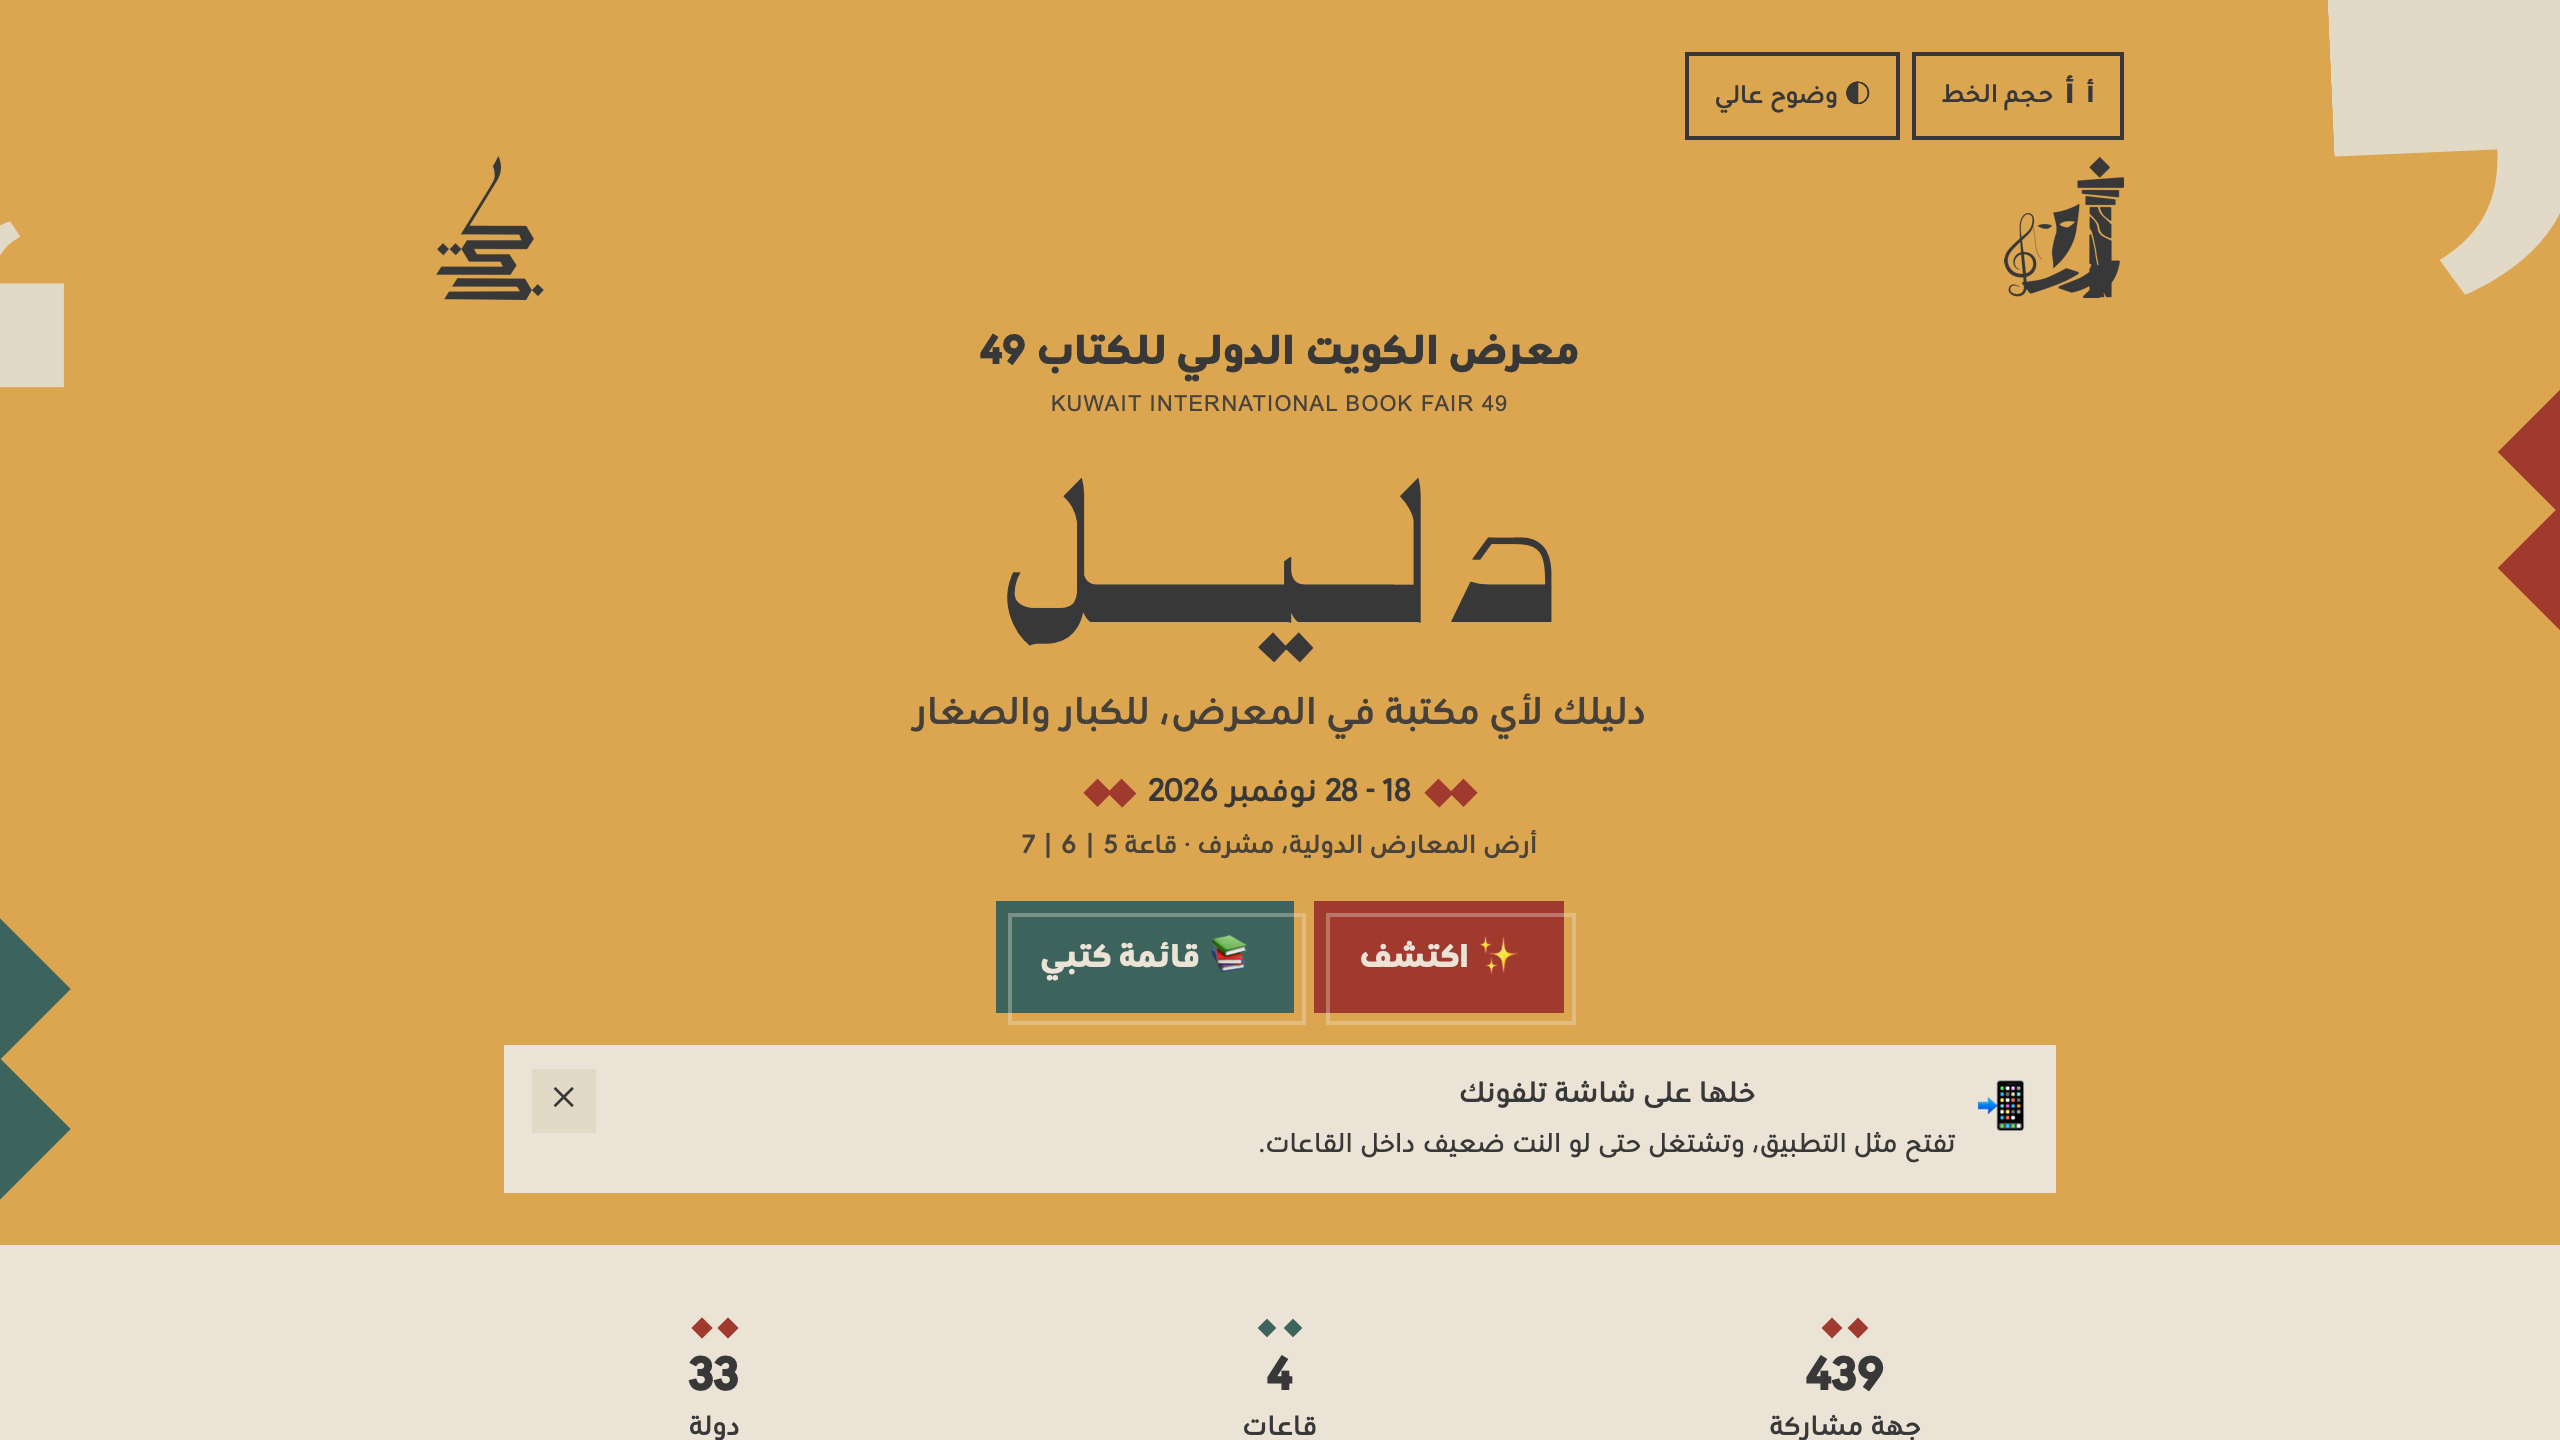 أ أ حجم الخط
وضوح عالي
معرض الكويت الدولي للكتاب 49
KUWAIT INTERNATIONAL BOOK FAIR 49
دليل
دليلك لأي مكتبة في المعرض، للكبار والصغار
18 - 28 نوفمبر 2026
أرض المعارض الدولية، مشرف · قاعة 5 | 6 | 7
اكتشف
قائمة كتبي
خلها على شاشة تلفونك
تفتح مثل التطبيق، وتشتغل حتى لو النت ضعيف داخل القاعات.
439
جهة مشاركة
4
قاعات
33
دولة